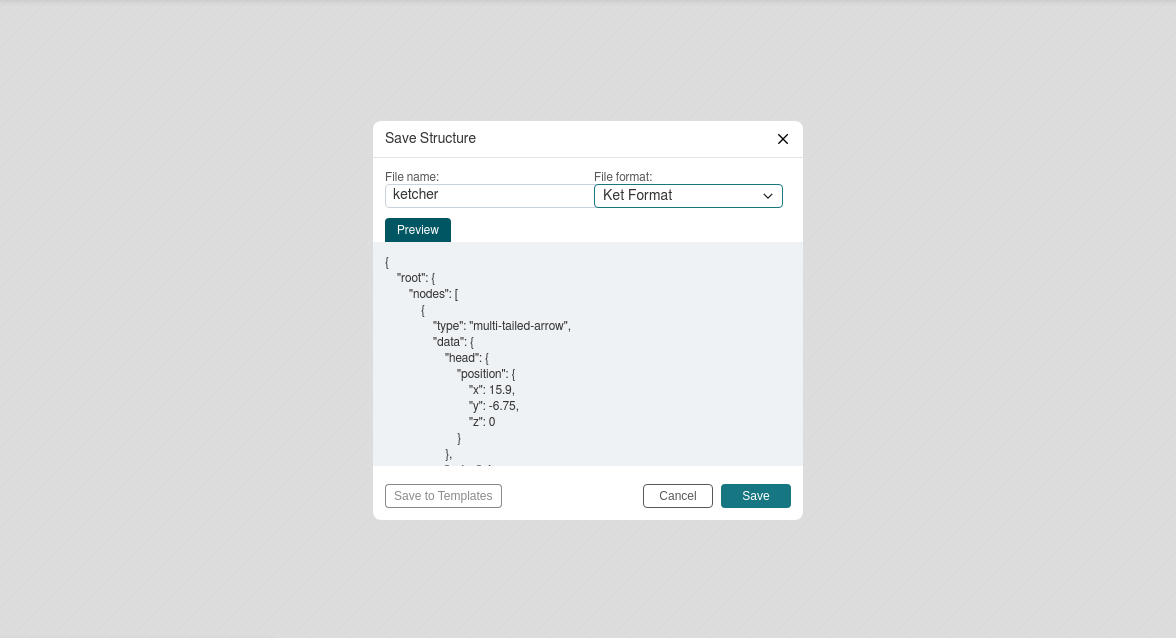 Save Structure
File name:
File format:
ketcher
Ket Format
Preview
{
"root": {
"nodes": [
{
"type": "multi-tailed-arrow",
"data": {
"head": {
"position": {
"x": 15.9,
"y": -6.75,
"z": 0
}
},
Save to Templates
Cancel
Save